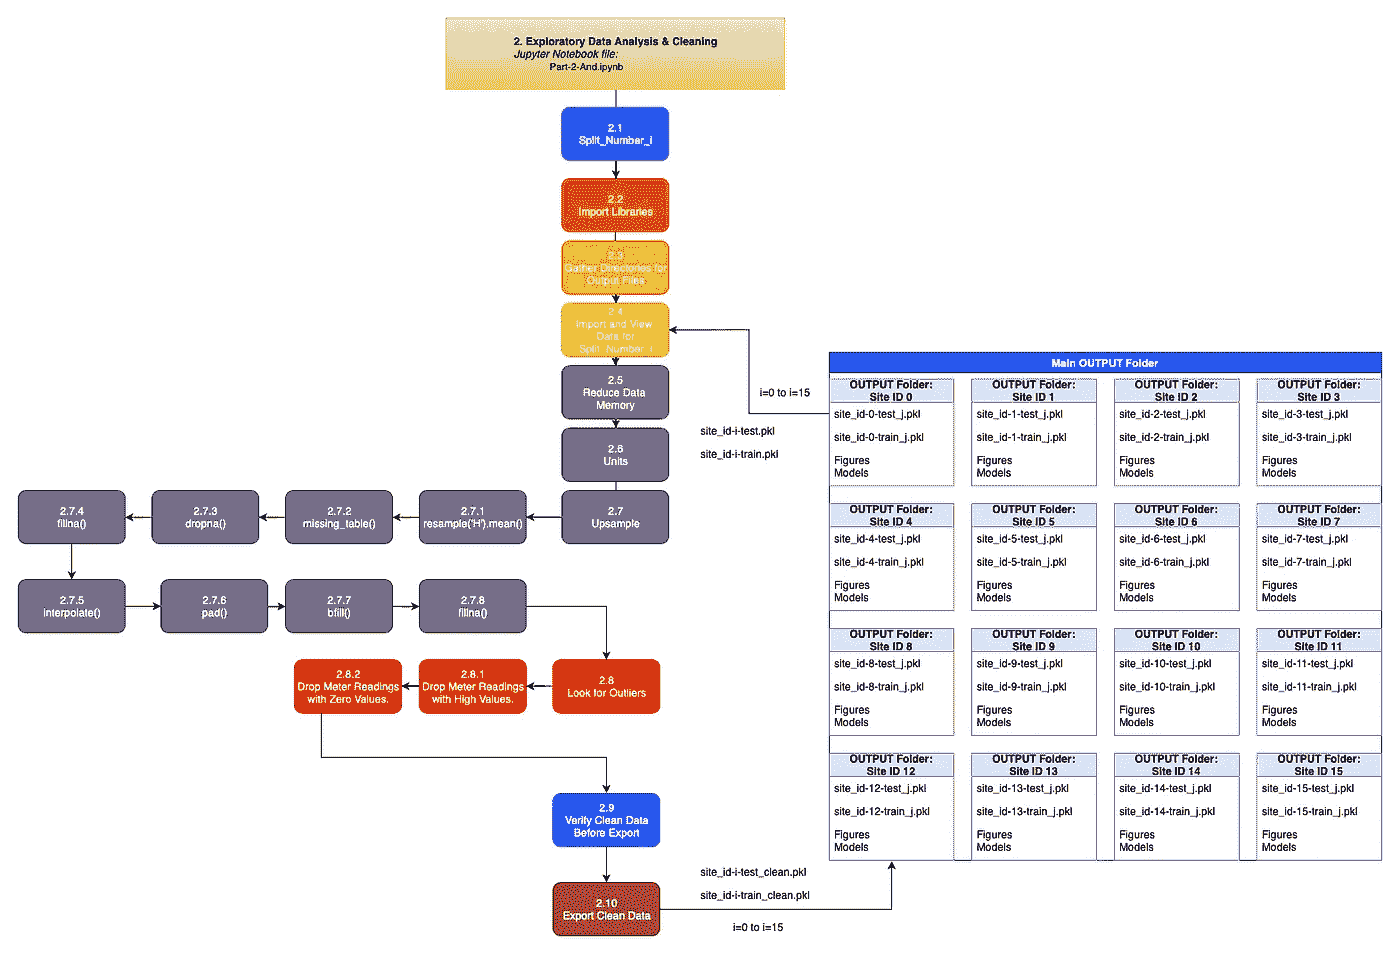 2. Exploratory Data Analysis & Cleaning
Jupyter Notebook file:
Part-2-And.ipynb
2.1
Split_Number_i
2.2
Import Libraries
2.3
Gather Directories for
Output Files
2.4
Import and View
Data for
Split_Number_i
2.5
Reduce Data
Memory
2.6
Units
2.7
Upsample
2.7.1
resample('H').mean()
2.7.2
missing_table()
2.7.3
dropna()
2.7.4
fillna()
2.7.5
interpolate()
2.7.6
pad()
2.7.7
bfill()
2.7.8
fillna()
2.8
Look for Outliers
2.8.1
Drop Meter Readings
with High Values.
2.8.2
Drop Meter Readings
with Zero Values.
2.9
Verify Clean Data
Before Export
2.10
Export Clean Data
site_id-i-test_clean.pkl
site_id-i-train_clean.pkl
i=0 to i=15
i=0 to i=15
site_id-i-test.pkl
site_id-i-train.pkl
Main OUTPUT Folder
OUTPUT Folder:
Site ID 0
site_id-0-test_j.pkl
site_id-0-train_j.pkl
Figures
Models
OUTPUT Folder:
Site ID 1
site_id-1-test_j.pkl
site_id-1-train_j.pkl
Figures
Models
OUTPUT Folder:
Site ID 2
site_id-2-test_j.pkl
site_id-2-train_j.pkl
Figures
Models
OUTPUT Folder:
Site ID 3
site_id-3-test_j.pkl
site_id-3-train_j.pkl
Figures
Models
OUTPUT Folder:
Site ID 4
site_id-4-test_j.pkl
site_id-4-train_j.pkl
Figures
Models
OUTPUT Folder:
Site ID 5
site_id-5-test_j.pkl
site_id-5-train_j.pkl
Figures
Models
OUTPUT Folder:
Site ID 6
site_id-6-test_j.pkl
site_id-6-train_j.pkl
Figures
Models
OUTPUT Folder:
Site ID 7
site_id-7-test_j.pkl
site_id-7-train_j.pkl
Figures
Models
OUTPUT Folder:
Site ID 8
site_id-8-test_j.pkl
site_id-8-train_j.pkl
Figures
Models
OUTPUT Folder:
Site ID 9
site_id-9-test_j.pkl
site_id-9-train_j.pkl
Figures
Models
OUTPUT Folder:
Site ID 10
site_id-10-test_j.pkl
site_id-10-train_j.pkl
Figures
Models
OUTPUT Folder:
Site ID 11
site_id-11-test_j.pkl
site_id-11-train_j.pkl
Figures
Models
OUTPUT Folder:
Site ID 12
site_id-12-test_j.pkl
site_id-12-train_j.pkl
Figures
Models
OUTPUT Folder:
Site ID 13
site_id-13-test_j.pkl
site_id-13-train_j.pkl
Figures
Models
OUTPUT Folder:
Site ID 14
site_id-14-test_j.pkl
site_id-14-train_j.pkl
Figures
Models
OUTPUT Folder:
Site ID 15
site_id-15-test_j.pkl
site_id-15-train_j.pkl
Figures
Models